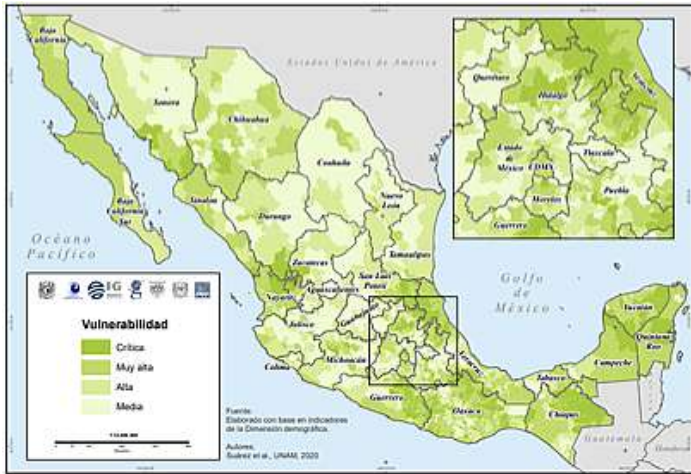 Estados Unidos de América
Baja
California
Sonora
Chihuahua
Coahuila
Sinaloa
Durango
Nuevo
León
Baja
California
Sur
Zacatecas
Tamaulipas
San Luis
Potosí
Aguascalientes
Nayarit
Guanajuato
Jalisco
Colima
Michoacán
Guerrero
Oaxaca
Veracruz
Tabasco
Chiapas
Campeche
Yucatán
Quintana
Roo
Guatemala
Honduras
Océano
Pacífico
Golfo
de
México
Querétaro
Hidalgo
Veracruz
Estado
de
México
CDMX
Tlaxcala
Morelos
Puebla
Guerrero
IG
Vulnerabilidad
Crítica
Muy alta
Alta
Media
Fuente:
Elaborado con base en indicadores
de la Dimensión demográfica.
Autores:
Suárez et al., UNAM, 2020